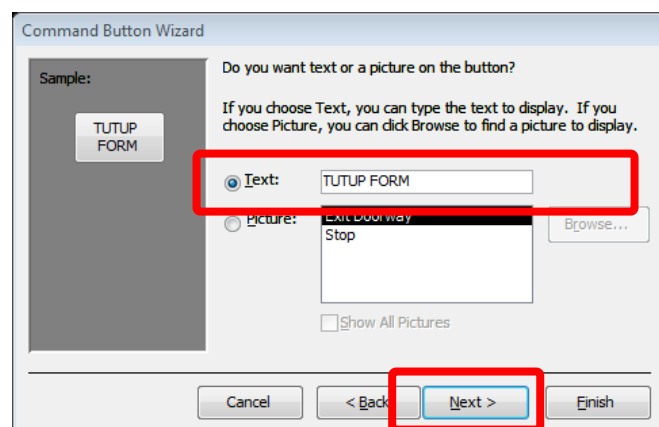 Command Button Wizard
Sample:
TUTUP
FORM
Do you want text or a picture on the button?
If you choose Text, you can type the text to display. If you
choose Picture, you can click Browse to find a picture to display.
Text: TUTUP FORM
Picture: Exit Doorway
Stop
Browse...
Show All Pictures
Cancel < Back Next > Finish